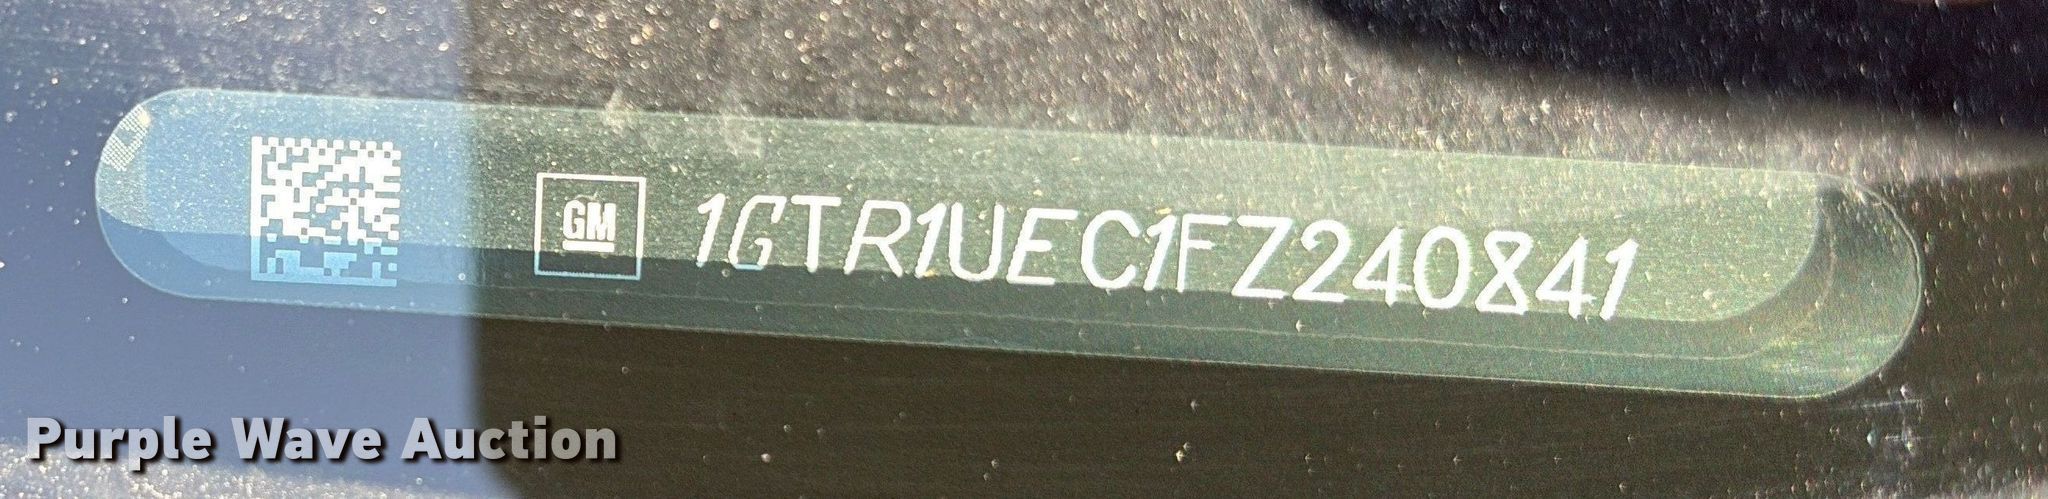 GM 1GTR1UEC1FZ240841
Purple Wave Auction